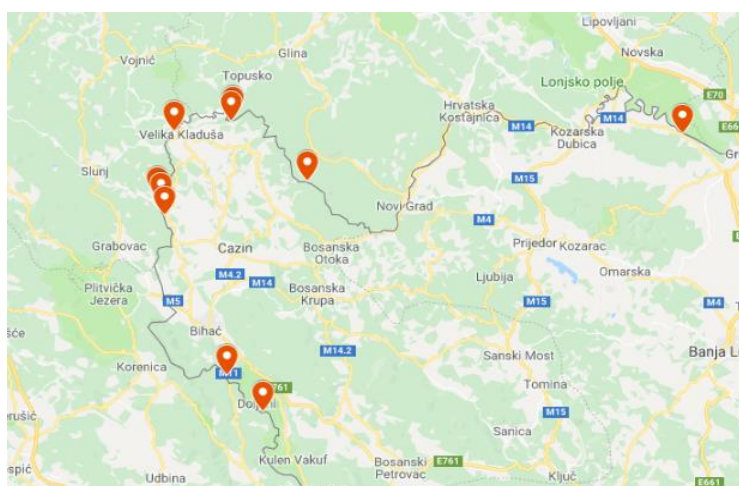 Lipovljani
Vojnić
Glina
Novska
Topusko
Lonjsko polje
E70
Hrvatska
Kostajnica
E66
M14
Kozarska
Dubica
M14
Velika Kladuša
Gr
Slunj
M15
Novi Grad
M4
Grabovac
Cazin
Bosanska
Otoka
Prijedor
Kozarac
M4.2
M14
Ljubija
Omarska
Plitvička
Jezera
M5
Bosanska
Krupa
M15
M4
Bihać
M14.2
Sanski Most
Banja Lu
Korenica
M11
E761
Tomina
Doljani
M15
Sanica
Kulen Vakuf
Bosanski
Petrovac
E761
Udbina
Ključ
E661